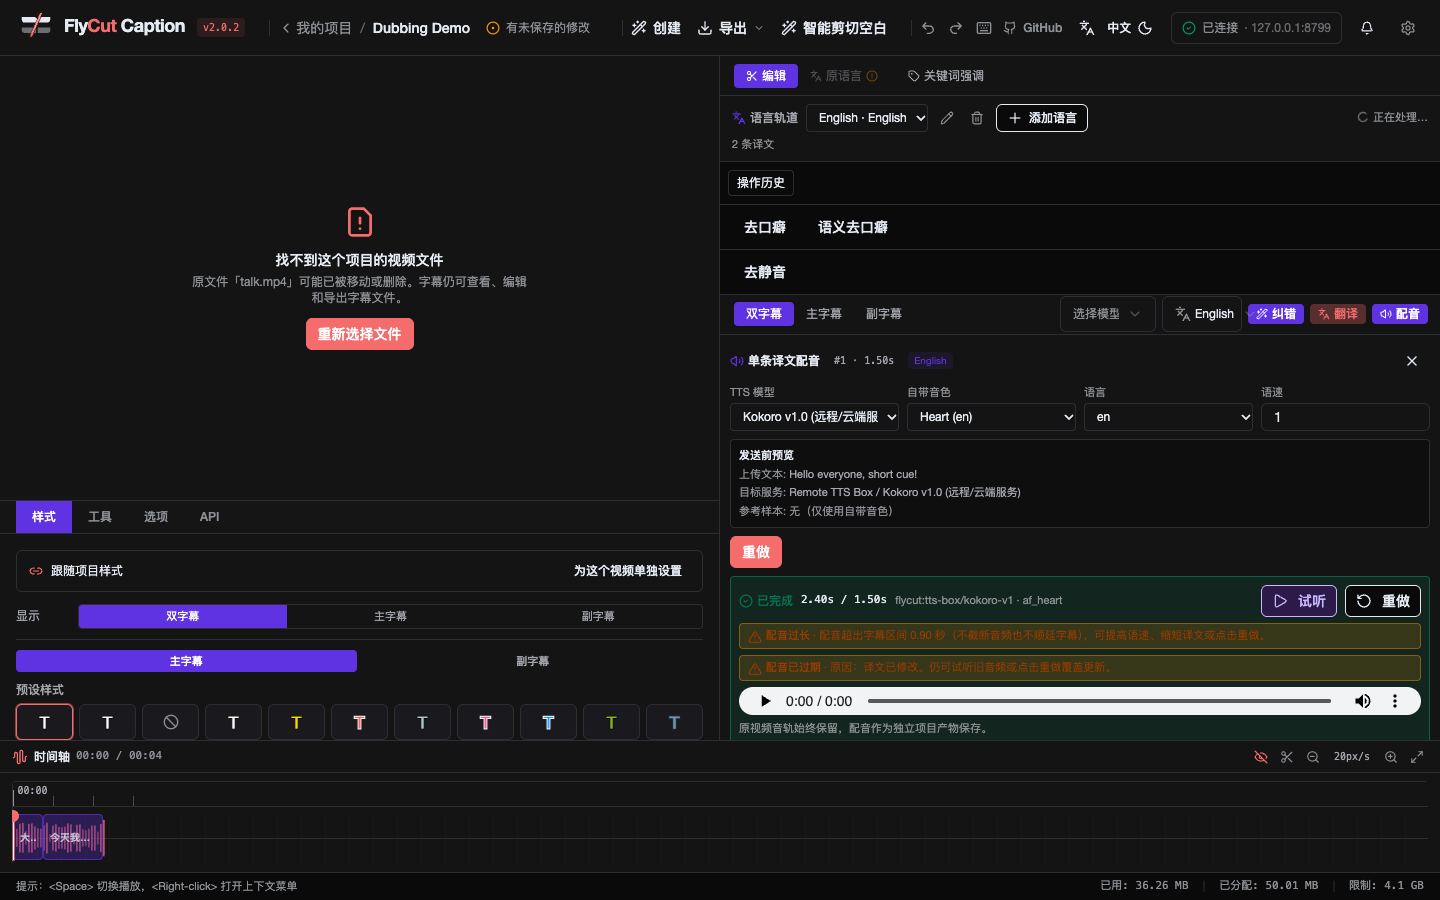 FlyCut Caption v2.0.2 我的项目 / Dubbing Demo 有未保存的修改 创建 导出 智能剪切空白 GitHub 中文 已连接 · 127.0.0.1:8799
找不到这个项目的视频文件
原文件「talk.mp4」可能已被移动或删除。字幕仍可查看、编辑
和导出字幕文件。
重新选择文件
样式 工具 选项 API
跟随项目样式 为这个视频单独设置
显示 双字幕 主字幕 副字幕
主字幕 副字幕
预设样式
T T T T T T T T T T
编辑 原语言 关键词强调
语言轨道 English · English 添加语言 正在处理...
2 条译文
操作历史
去口癖 语义去口癖
去静音
双字幕 主字幕 副字幕 选择模型 English 纠错 翻译 配音
单条译文配音 #1 · 1.50s English
TTS 模型 自带音色 语言 语速
Kokoro v1.0 (远程/云端服 Heart (en) en 1
发送前预览
上传文本: Hello everyone, short cue!
目标服务: Remote TTS Box / Kokoro v1.0 (远程/云端服务)
参考样本: 无（仅使用自带音色）
重做
已完成 2.40s / 1.50s flycut:tts-box/kokoro-v1 · af_heart 试听 重做
配音过长 · 配音超出字幕区间 0.90 秒（不截断音频也不顺延字幕），可提高语速、缩短译文或点击重做。
配音已过期 · 原因：译文已修改。仍可试听旧音频或点击重做覆盖更新。
0:00 / 0:00
原视频音轨始终保留，配音作为独立项目产物保存。
时间轴 00:00 / 00:04 20px/s
00:00
大... 今天我...
提示：<Space> 切换播放，<Right-click> 打开上下文菜单 已用: 36.26 MB 已分配: 50.01 MB 限制: 4.1 GB